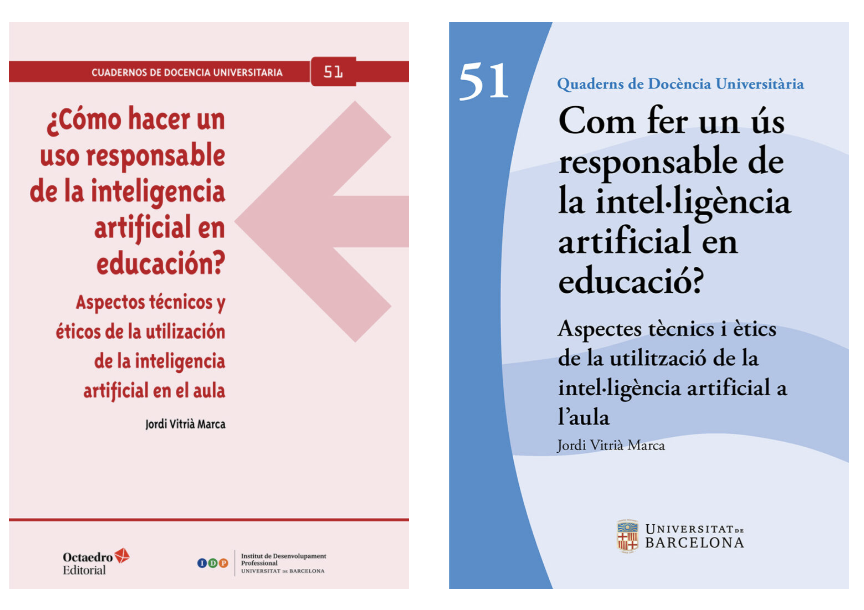 CUADERNOS DE DOCENCIA UNIVERSITARIA 51
¿Cómo hacer un
uso responsable
de la inteligencia
artificial en
educación?
Aspectos técnicos y
éticos de la utilización
de la inteligencia
artificial en el aula
Jordi Vitrià Marca
Octaedro
Editorial
IDP
Institut de Desenvolupament
Professional
UNIVERSITAT DE BARCELONA
51
Quaderns de Docència Universitària
Com fer un ús
responsable de
la intel·ligència
artificial en
educació?
Aspectes tècnics i ètics
de la utilització de la
intel·ligència artificial a
l’aula
Jordi Vitrià Marca
UNIVERSITAT DE
BARCELONA